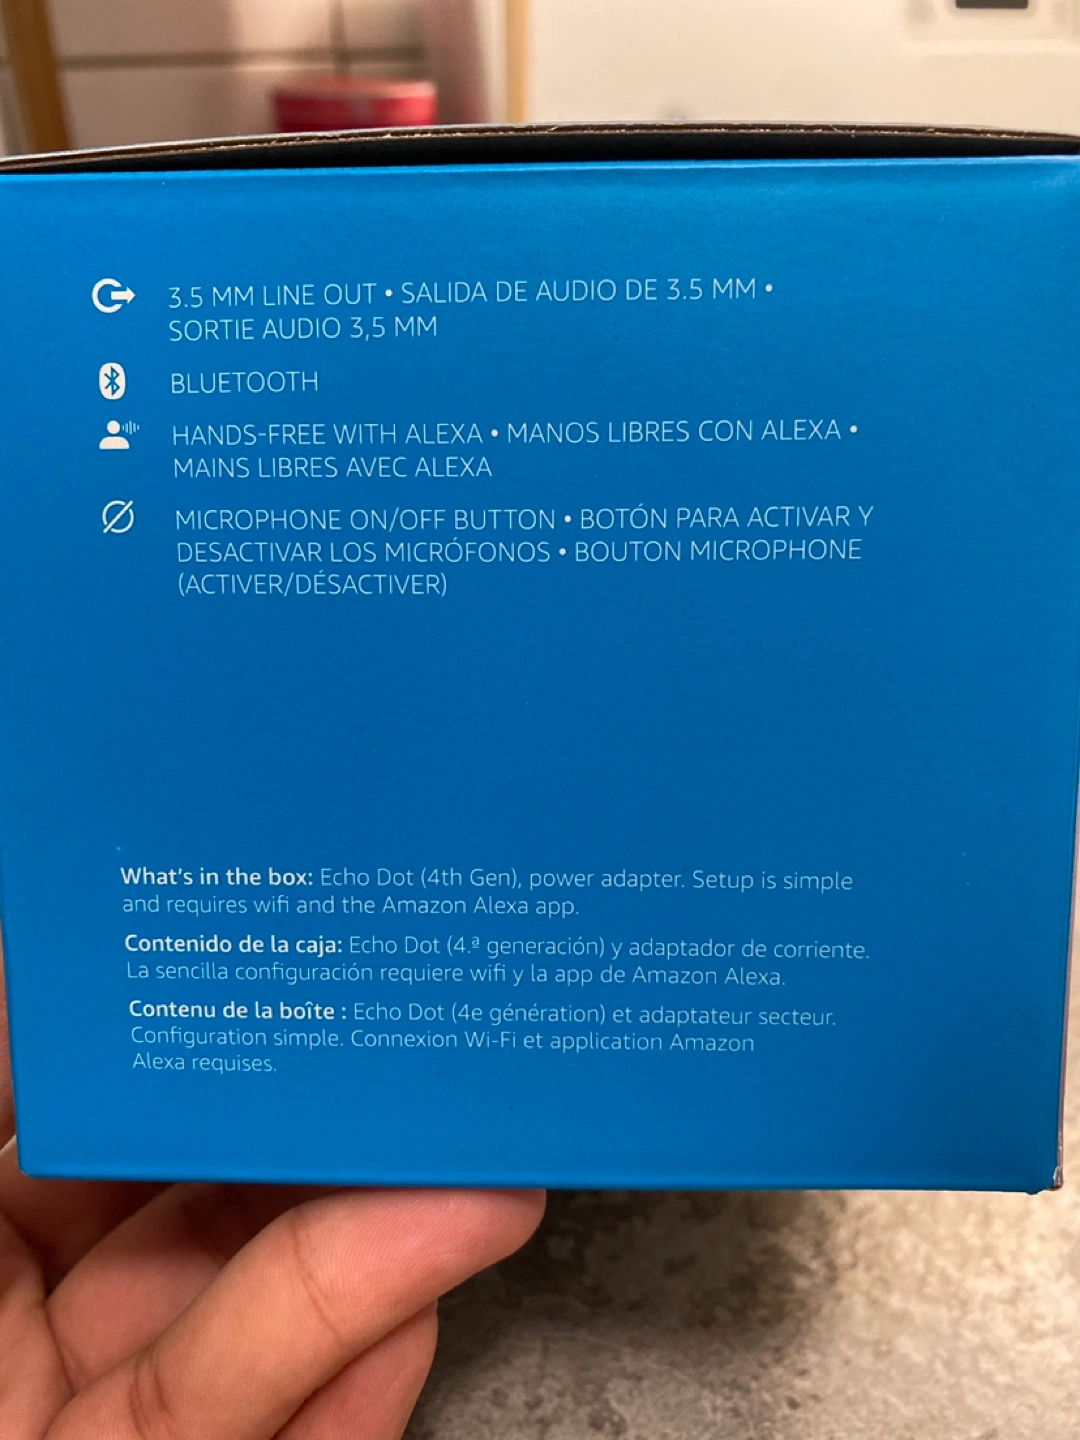 3.5 MM LINE OUT • SALIDA DE AUDIO DE 3.5 MM •
SORTIE AUDIO 3,5 MM
BLUETOOTH
HANDS-FREE WITH ALEXA • MANOS LIBRES CON ALEXA •
MAINS LIBRES AVEC ALEXA
MICROPHONE ON/OFF BUTTON • BOTÓN PARA ACTIVAR Y
DESACTIVAR LOS MICRÓFONOS • BOUTON MICROPHONE
(ACTIVER/DÉSACTIVER)
What's in the box: Echo Dot (4th Gen), power adapter. Setup is simple
and requires wifi and the Amazon Alexa app.
Contenido de la caja: Echo Dot (4.ª generación) y adaptador de corriente.
La sencilla configuración requiere wifi y la app de Amazon Alexa.
Contenu de la boîte : Echo Dot (4e génération) et adaptateur secteur.
Configuration simple. Connexion Wi-Fi et application Amazon
Alexa requises.